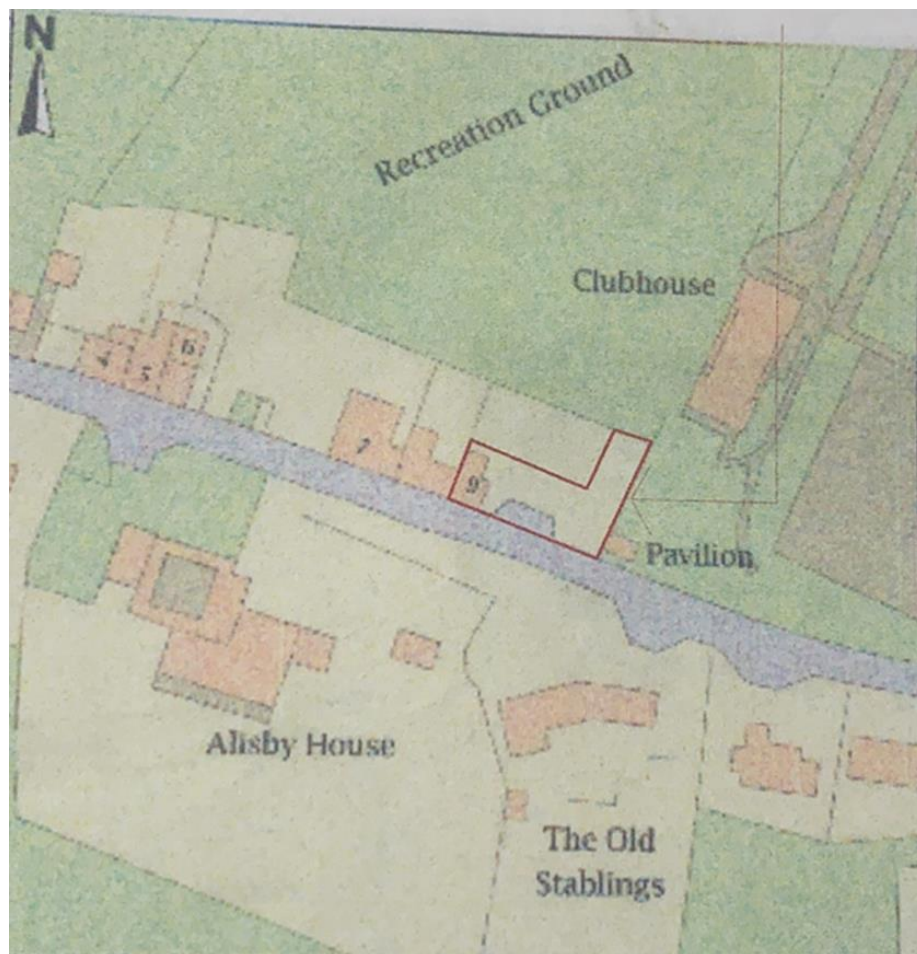 N
Recreation Ground
Clubhouse
4
5
6
7
9
Pavilion
Alisby House
The Old
Stablings